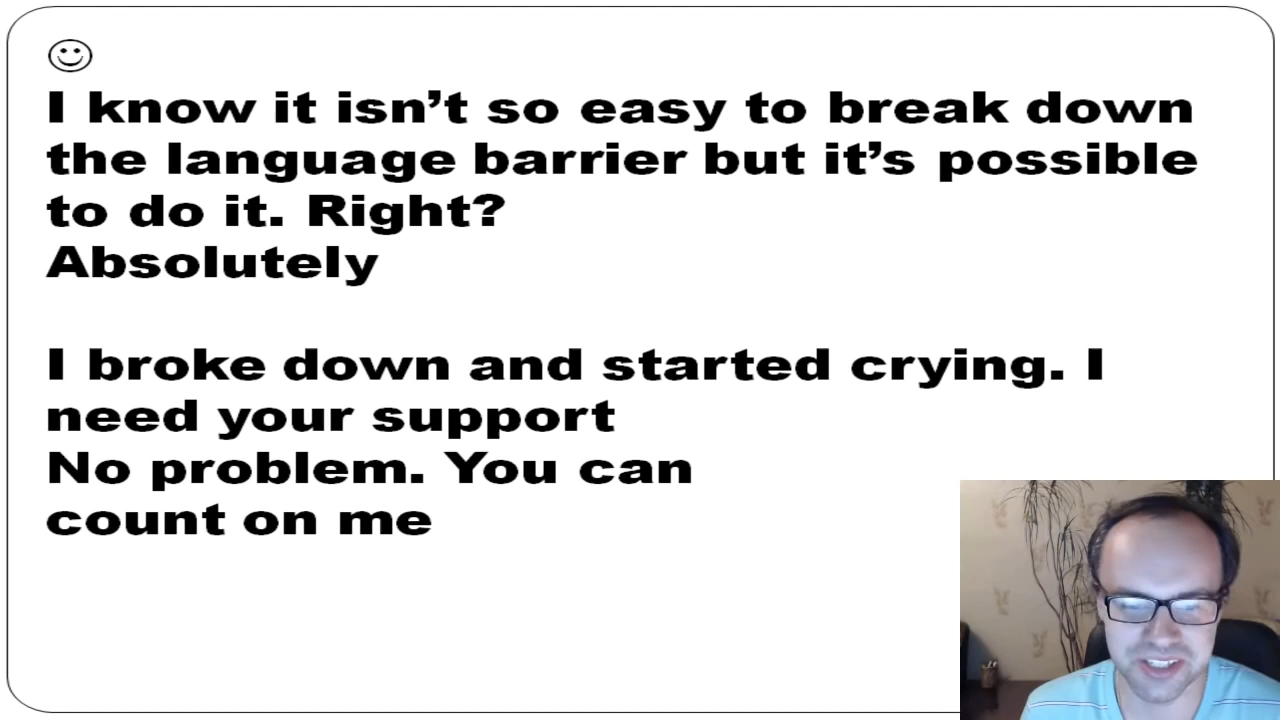 I know it isn’t so easy to break down
the language barrier but it’s possible
to do it. Right?
Absolutely
I broke down and started crying. I
need your support
No problem. You can
count on me